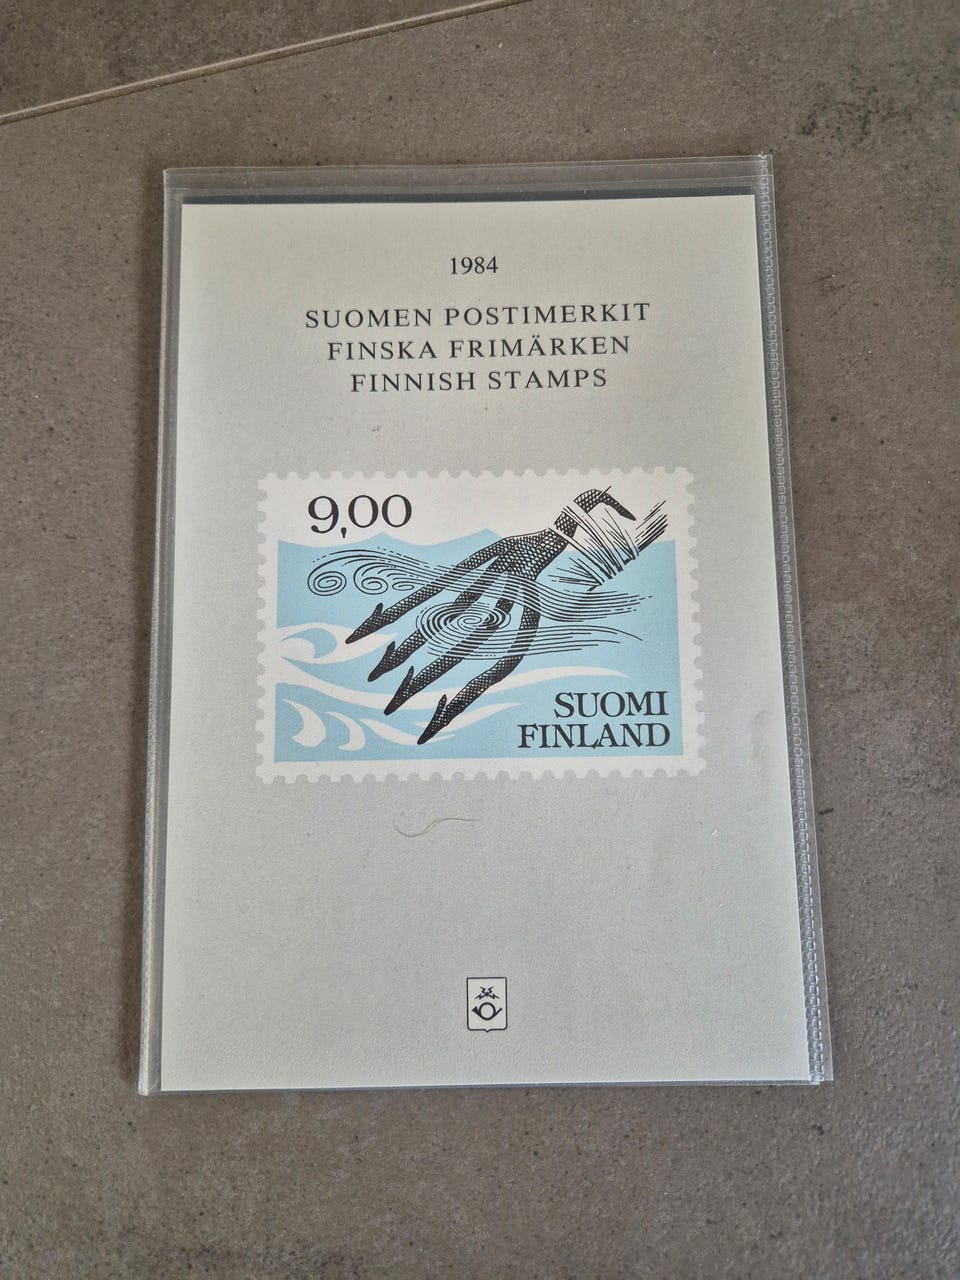 1984
SUOMEN POSTIMERKIT
FINSKA FRIMÄRKEN
FINNISH STAMPS
9,00
SUOMI
FINLAND